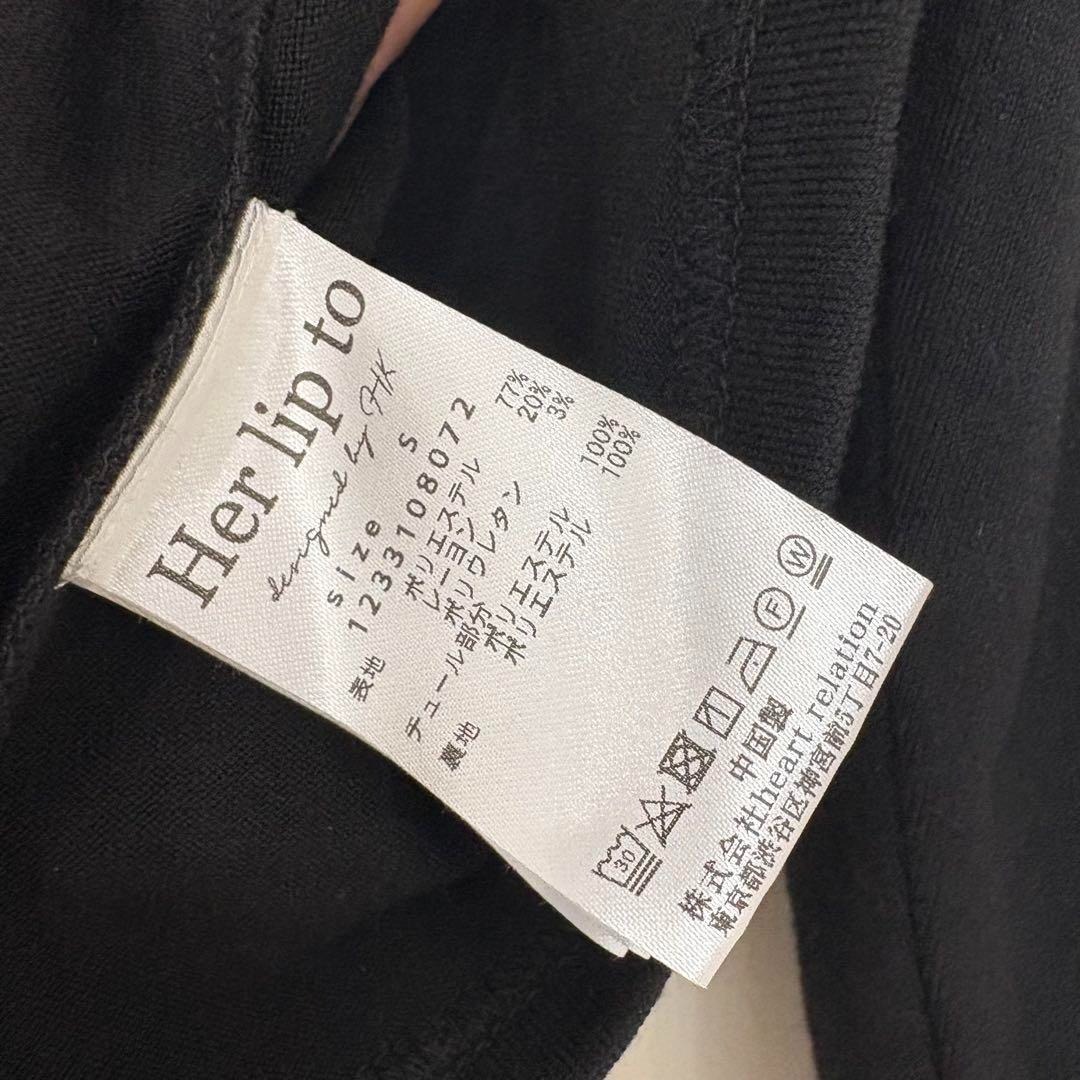 Her lip to
designed by HK
size S
1233108072
表地 ポリエステル 77%
レーヨン 20%
ポリウレタン 3%
チュール部分
ポリエステル 100%
裏地 ポリエステル 100%
30
F
W
中国製
株式会社heart relation
東京都渋谷区神宮前5丁目7-20